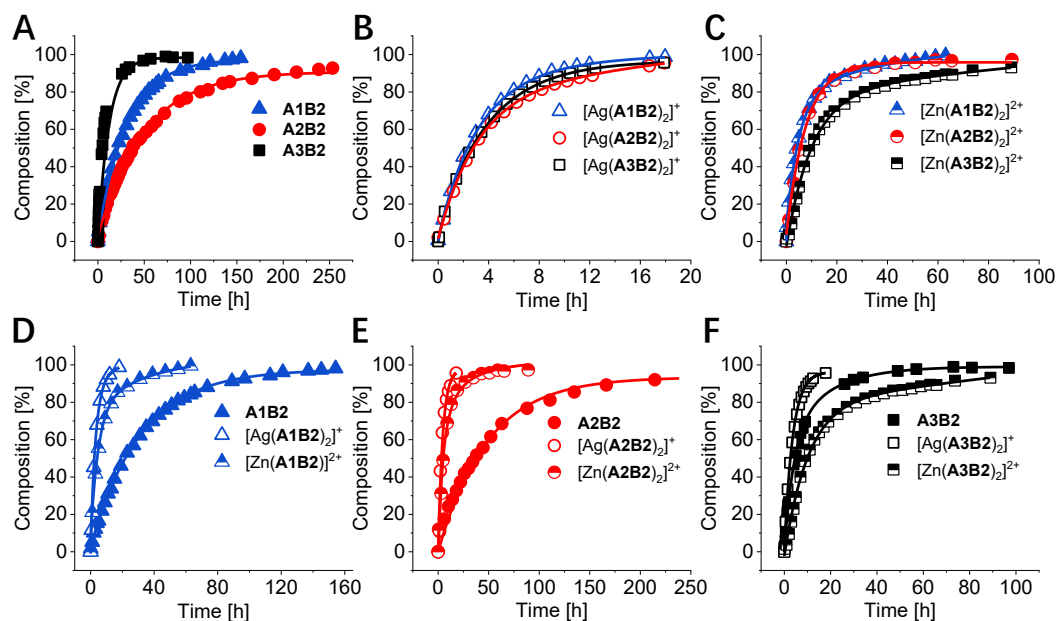 A
Composition [%]
100
80
60
40
20
0
A1B2
A2B2
A3B2
0 50 100 150 200 250
Time [h]
B
Composition [%]
100
80
60
40
20
0
[Ag(A1B2)₂]⁺
[Ag(A2B2)₂]⁺
[Ag(A3B2)₂]⁺
0 4 8 12 16 20
Time [h]
C
Composition [%]
100
80
60
40
20
0
[Zn(A1B2)₂]²⁺
[Zn(A2B2)₂]²⁺
[Zn(A3B2)₂]²⁺
0 20 40 60 80 100
Time [h]
D
Composition [%]
100
80
60
40
20
0
A1B2
[Ag(A1B2)₂]⁺
[Zn(A1B2)]²⁺
0 40 80 120 160
Time [h]
E
Composition [%]
100
80
60
40
20
0
A2B2
[Ag(A2B2)₂]⁺
[Zn(A2B2)₂]²⁺
0 50 100 150 200
Time [h]
F
Composition [%]
100
80
60
40
20
0
A3B2
[Ag(A3B2)₂]⁺
[Zn(A3B2)₂]²⁺
0 20 40 60 80 100
Time [h]